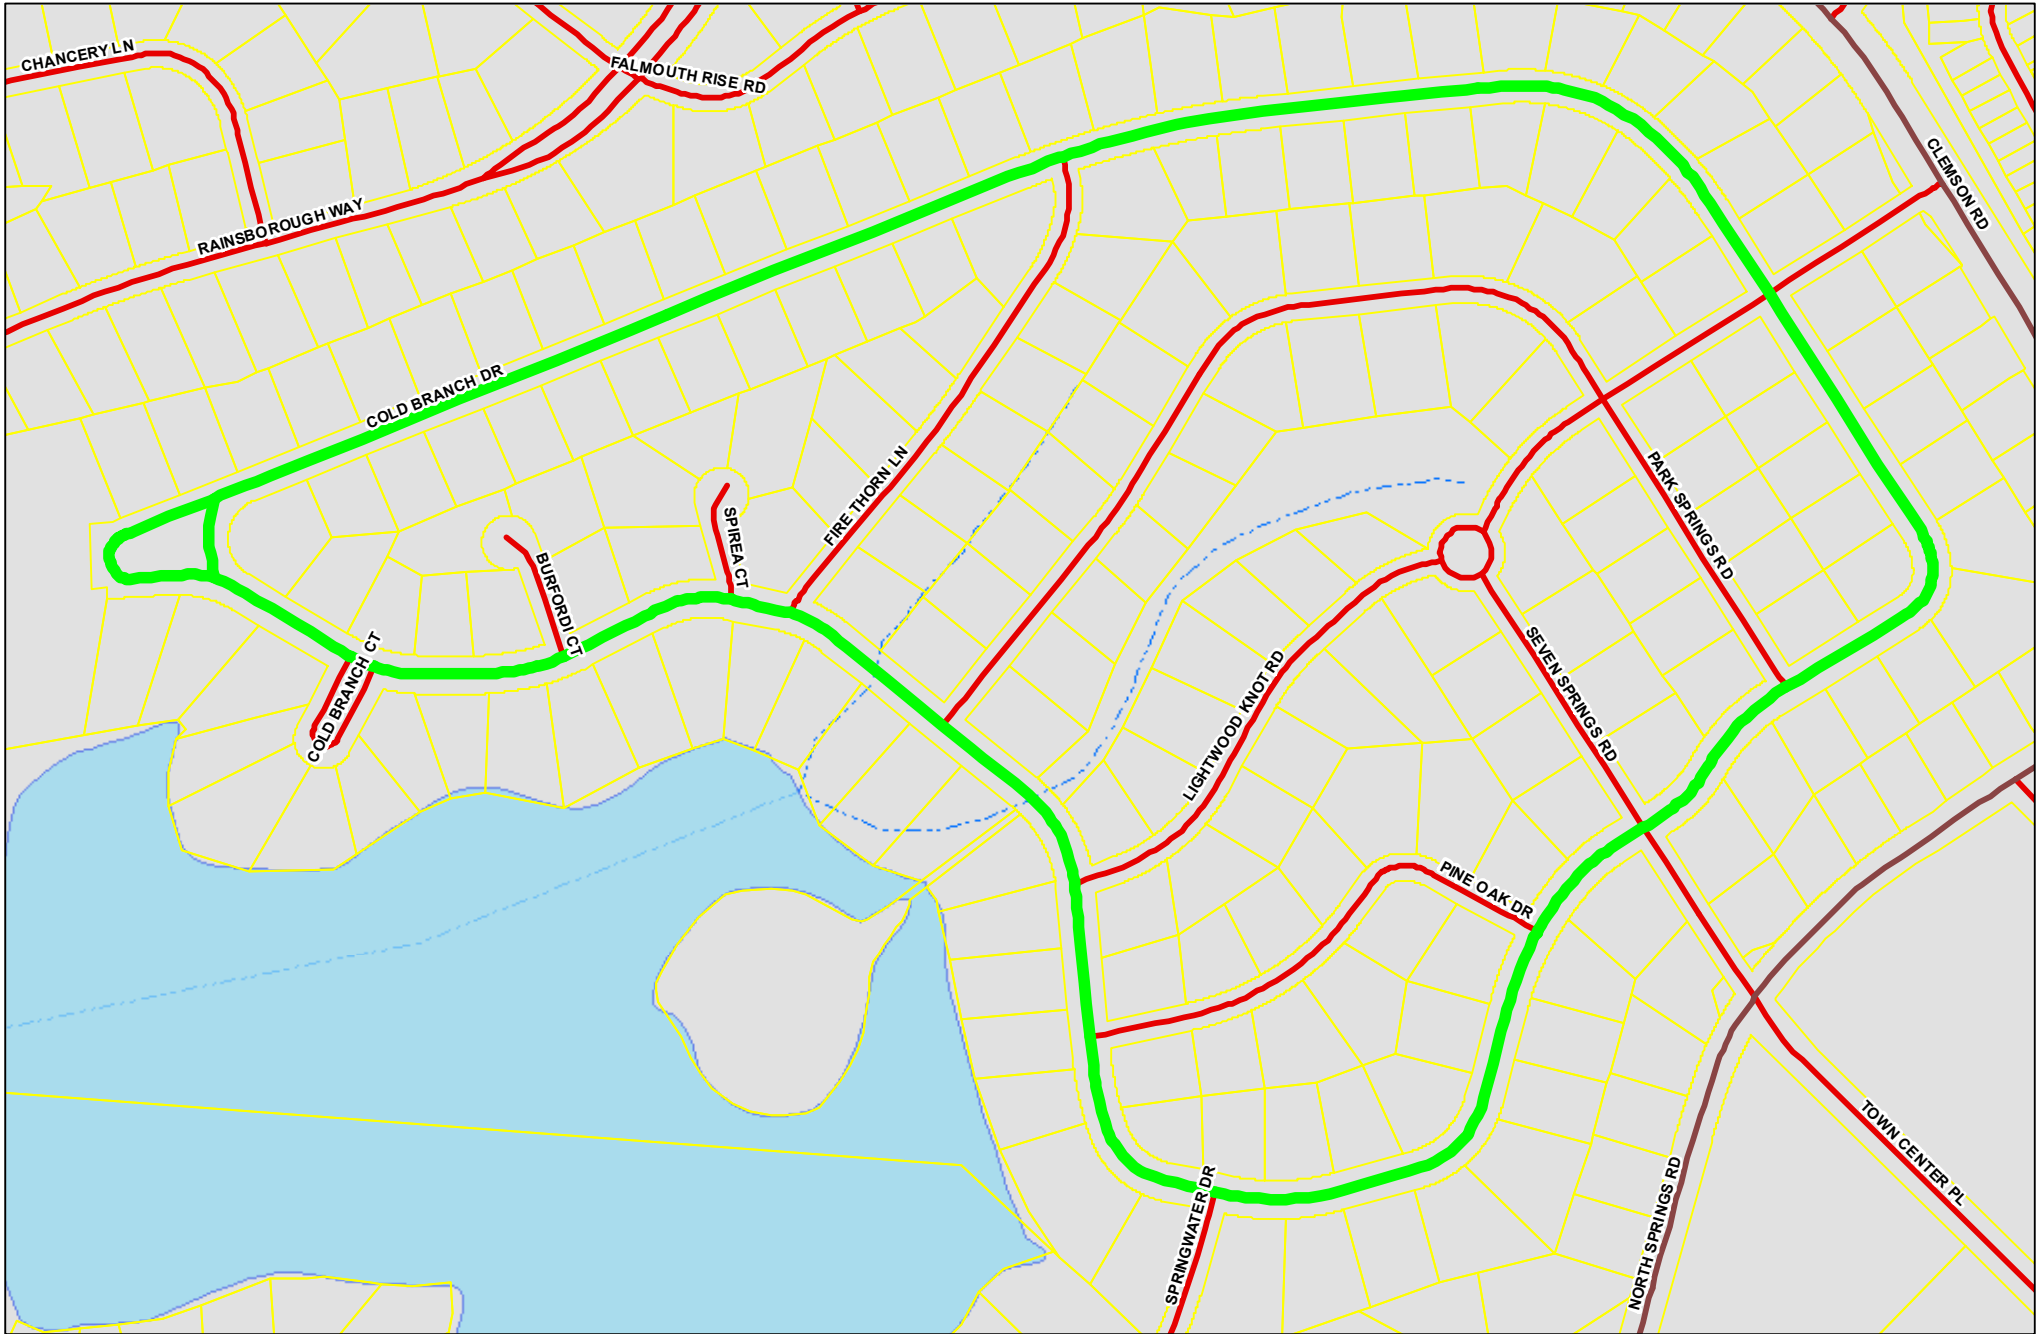 CHANCERY LN
FALMOUTH RISE RD
CLEMSON RD
RAINSBOROUGH WAY
COLD BRANCH DR
FIRE THORN LN
PARK SPRINGS RD
SPIREA CT
BURFORDI CT
COLD BRANCH CT
SEVEN SPRINGS RD
LIGHTWOOD KNOT RD
PINE OAK DR
TOWN CENTER PL
SPRINGWATER DR
NORTH SPRINGS RD